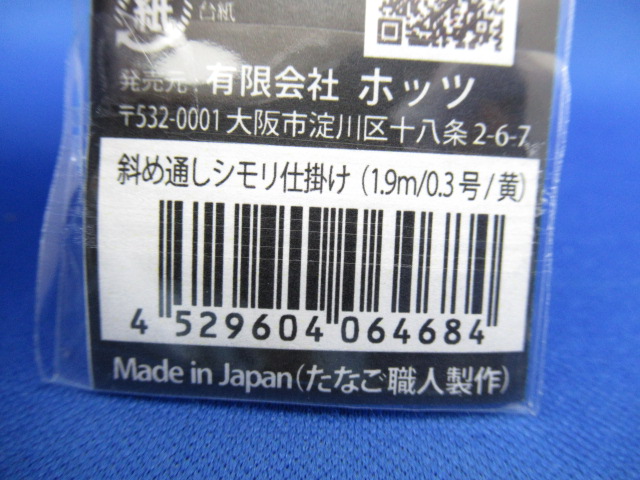 紙
台紙
発売元：有限会社 ホッツ
〒532-0001 大阪市淀川区十八条 2-6-7
斜め通しシモリ仕掛け（1.9m/0.3号/黄）
4 529604 064684
Made in Japan（たなご職人製作）